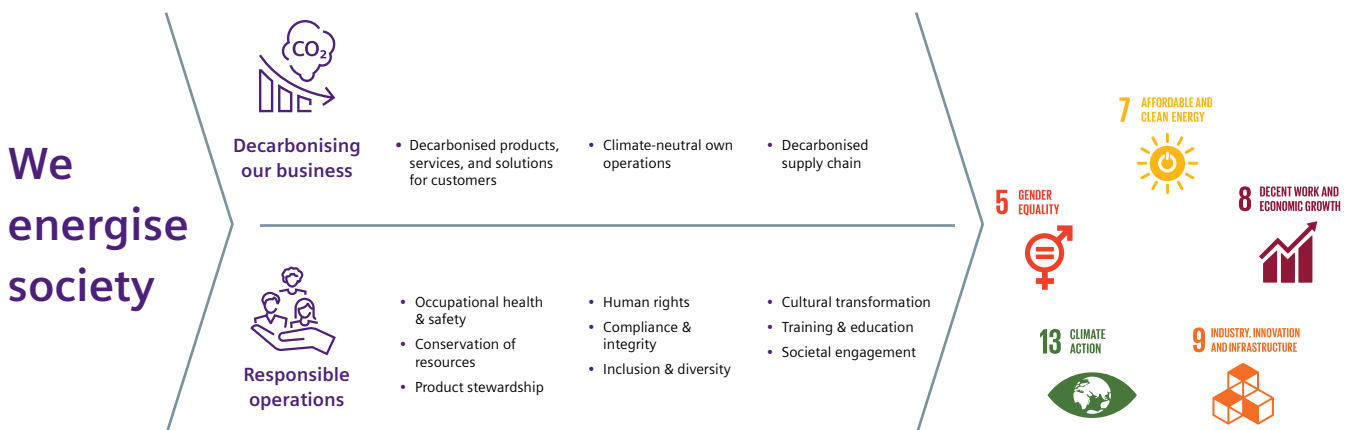 We
energise
society
CO₂
Decarbonising
our business
• Decarbonised products,
services, and solutions
for customers
• Climate-neutral own
operations
• Decarbonised
supply chain
Responsible
operations
• Occupational health
& safety
• Conservation of
resources
• Product stewardship
• Human rights
• Compliance &
integrity
• Inclusion & diversity
• Cultural transformation
• Training & education
• Societal engagement
7 AFFORDABLE AND
CLEAN ENERGY
5 GENDER
EQUALITY
8 DECENT WORK AND
ECONOMIC GROWTH
13 CLIMATE
ACTION
9 INDUSTRY, INNOVATION
AND INFRASTRUCTURE